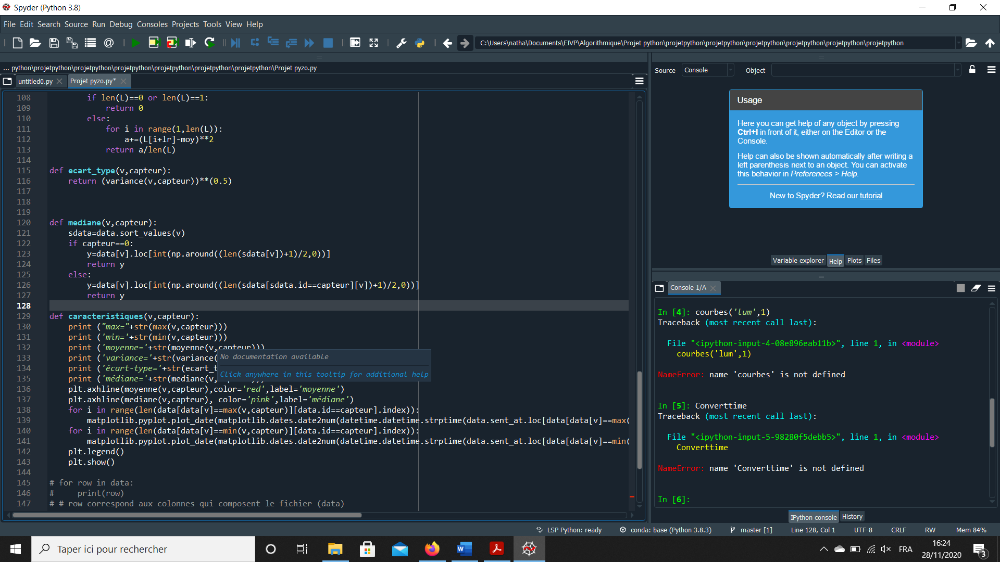 Spyder (Python 3.8)
File Edit Search Source Run Debug Consoles Projects Tools View Help
C:\Users\natha\Documents\EIVP\Algorithmique\Projet python\projetpython\projetpython\projetpython\projetpython\projetpython\projetpython
... python\projetpython\projetpython\projetpython\projetpython\projetpython\projetpython\Projet pyzo.py
untitled0.py
Projet pyzo.py*
108 if len(L)==0 or len(L)==1:
109 return 0
110 else:
111 for i in range(1,len(L)):
112 a+=(L[i+lr]-moy)**2
113 return a/len(L)
114
115 def ecart_type(v,capteur):
116 return (variance(v,capteur))**(0.5)
117
118
119
120 def mediane(v,capteur):
121 sdata=data.sort_values(v)
122 if capteur==0:
123 y=data[v].loc[int(np.around((len(sdata[v])+1)/2,0))]
124 return y
125 else:
126 y=data[v].loc[int(np.around((len(sdata[sdata.id==capteur][v])+1)/2,0))]
127 return y
128
129 def caracteristiques(v,capteur):
130 print ("max="+str(max(v,capteur)))
131 print ('min='+str(min(v,capteur)))
132 print ('moyenne='+str(moyenne(v,capteur)))
133 print ('variance='+str(variance(
134 print ('écart-type='+str(ecart_t
135 print ('médiane='+str(mediane(v,
No documentation available
Click anywhere in this tooltip for additional help
136 plt.axhline(moyenne(v,capteur),color='red',label='moyenne')
137 plt.axhline(mediane(v,capteur), color='pink',label='médiane')
138 for i in range(len(data[data[v]==max(v,capteur)][data.id==capteur].index)):
139 matplotlib.pyplot.plot_date(matplotlib.dates.date2num(datetime.datetime.strptime(data.sent_at.loc[data[data[v]==max(
140 for i in range(len(data[data[v]==min(v,capteur)][data.id==capteur].index)):
141 matplotlib.pyplot.plot_date(matplotlib.dates.date2num(datetime.datetime.strptime(data.sent_at.loc[data[data[v]==min(
142 plt.legend()
143 plt.show()
144
145 # for row in data:
146 # print(row)
147 # # row correspond aux colonnes qui composent le fichier (data)
Source Console Object
Usage
Here you can get help of any object by pressing
Ctrl+I in front of it, either on the Editor or the
Console.
Help can also be shown automatically after writing a
left parenthesis next to an object. You can activate
this behavior in Preferences > Help.
New to Spyder? Read our tutorial
Variable explorer Help Plots Files
Console 1/A
In [4]: courbes('lum',1)
Traceback (most recent call last):
File "<ipython-input-4-08e896eab11b>", line 1, in <module>
courbes('lum',1)
NameError: name 'courbes' is not defined
In [5]: Converttime
Traceback (most recent call last):
File "<ipython-input-5-98280f5debb5>", line 1, in <module>
Converttime
NameError: name 'Converttime' is not defined
In [6]:
IPython console History
LSP Python: ready conda: base (Python 3.8.3) master [1] Line 128, Col 1 UTF-8 CRLF RW Mem 84%
Taper ici pour rechercher
FRA
16:24
28/11/2020
3